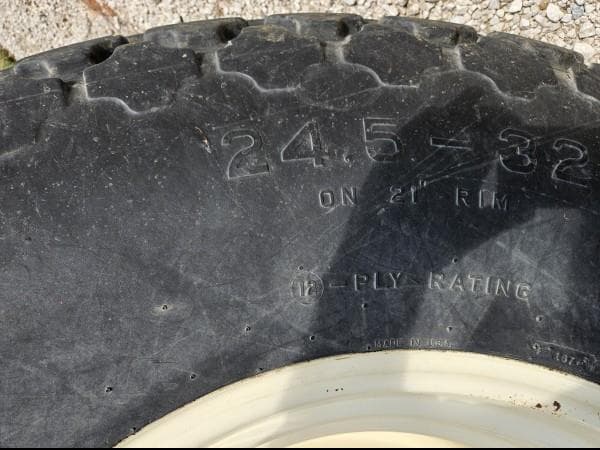 24.5-32
ON 21" RIM
12-PLY RATING
MADE IN U.S.A.